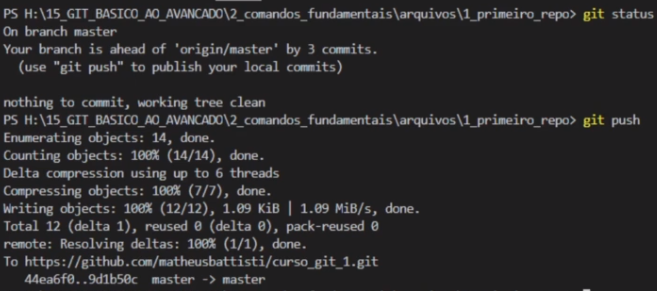 PS H:\15_GIT_BASICO_AO_AVANCADO\2_comandos_fundamentais\arquivos\1_primeiro_repo> git status
On branch master
Your branch is ahead of 'origin/master' by 3 commits.
  (use "git push" to publish your local commits)

nothing to commit, working tree clean
PS H:\15_GIT_BASICO_AO_AVANCADO\2_comandos_fundamentais\arquivos\1_primeiro_repo> git push
Enumerating objects: 14, done.
Counting objects: 100% (14/14), done.
Delta compression using up to 6 threads
Compressing objects: 100% (7/7), done.
Writing objects: 100% (12/12), 1.09 KiB | 1.09 MiB/s, done.
Total 12 (delta 1), reused 0 (delta 0), pack-reused 0
remote: Resolving deltas: 100% (1/1), done.
To https://github.com/matheusbattisti/curso_git_1.git
   44ea6f0..9d1b50c  master -> master